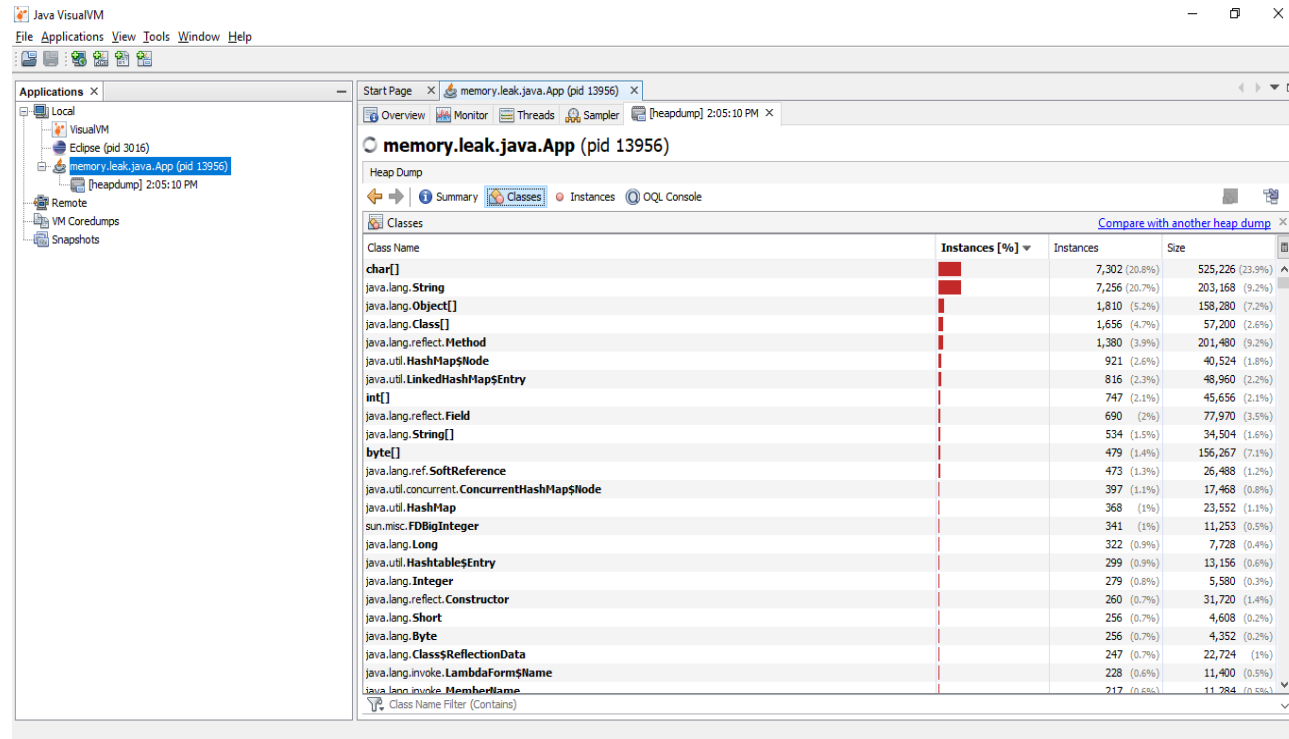 Java VisualVM
File Applications View Tools Window Help
Applications
Local
VisualVM
Eclipse (pid 3016)
memory.leak.java.App (pid 13956)
[heapdump] 2:05:10 PM
Remote
VM Coredumps
Snapshots
Start Page memory.leak.java.App (pid 13956)
Overview Monitor Threads Sampler [heapdump] 2:05:10 PM
memory.leak.java.App (pid 13956)
Heap Dump
Summary Classes Instances OQL Console
Classes Compare with another heap dump
Class Name Instances [%] Instances Size
char[] 7,302 (20.8%) 525,226 (23.9%)
java.lang.String 7,256 (20.7%) 203,168 (9.2%)
java.lang.Object[] 1,810 (5.2%) 158,280 (7.2%)
java.lang.Class[] 1,656 (4.7%) 57,200 (2.6%)
java.lang.reflect.Method 1,380 (3.9%) 201,480 (9.2%)
java.util.HashMap$Node 921 (2.6%) 40,524 (1.8%)
java.util.LinkedHashMap$Entry 816 (2.3%) 48,960 (2.2%)
int[] 747 (2.1%) 45,656 (2.1%)
java.lang.reflect.Field 690 (2%) 77,970 (3.5%)
java.lang.String[] 534 (1.5%) 34,504 (1.6%)
byte[] 479 (1.4%) 156,267 (7.1%)
java.lang.ref.SoftReference 473 (1.3%) 26,488 (1.2%)
java.util.concurrent.ConcurrentHashMap$Node 397 (1.1%) 17,468 (0.8%)
java.util.HashMap 368 (1%) 23,552 (1.1%)
sun.misc.FDBigInteger 341 (1%) 11,253 (0.5%)
java.lang.Long 322 (0.9%) 7,728 (0.4%)
java.util.Hashtable$Entry 299 (0.9%) 13,156 (0.6%)
java.lang.Integer 279 (0.8%) 5,580 (0.3%)
java.lang.reflect.Constructor 260 (0.7%) 31,720 (1.4%)
java.lang.Short 256 (0.7%) 4,608 (0.2%)
java.lang.Byte 256 (0.7%) 4,352 (0.2%)
java.lang.Class$ReflectionData 247 (0.7%) 22,724 (1%)
java.lang.invoke.LambdaForm$Name 228 (0.6%) 11,400 (0.5%)
java.lang.invoke.MemberName 217 (0.6%) 11,284 (0.5%)
Class Name Filter (Contains)